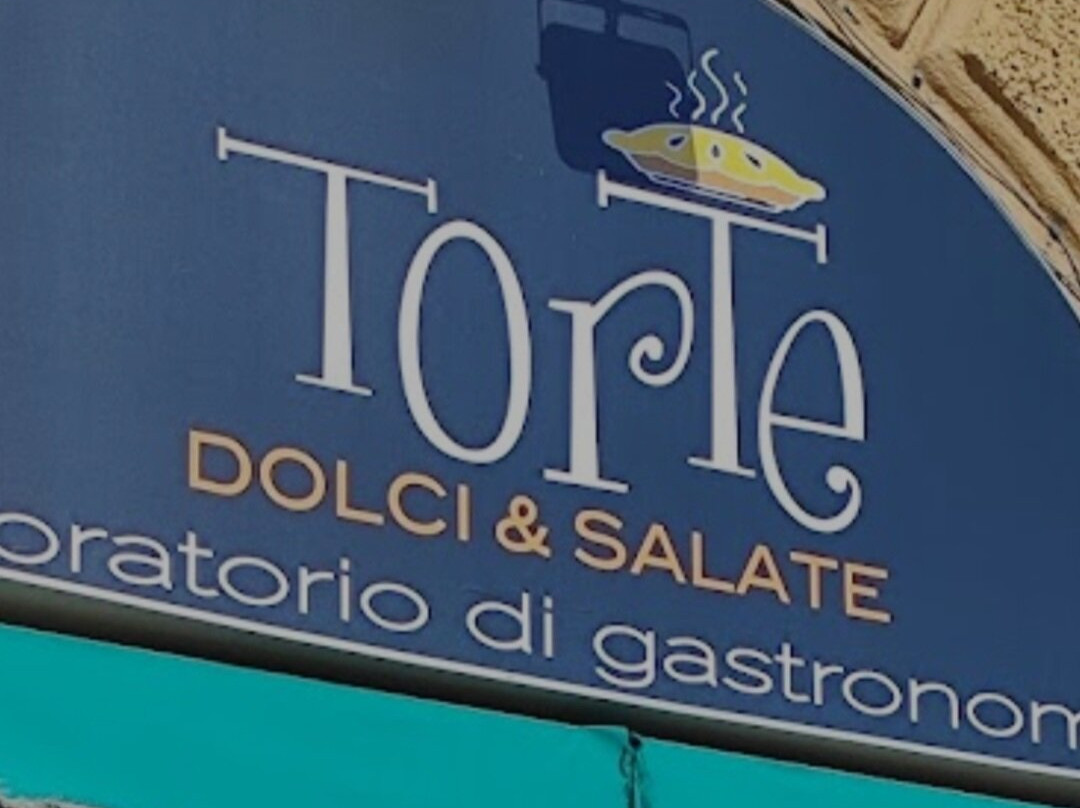 TorTe
DOLCI & SALATE
oratorio di gastronom